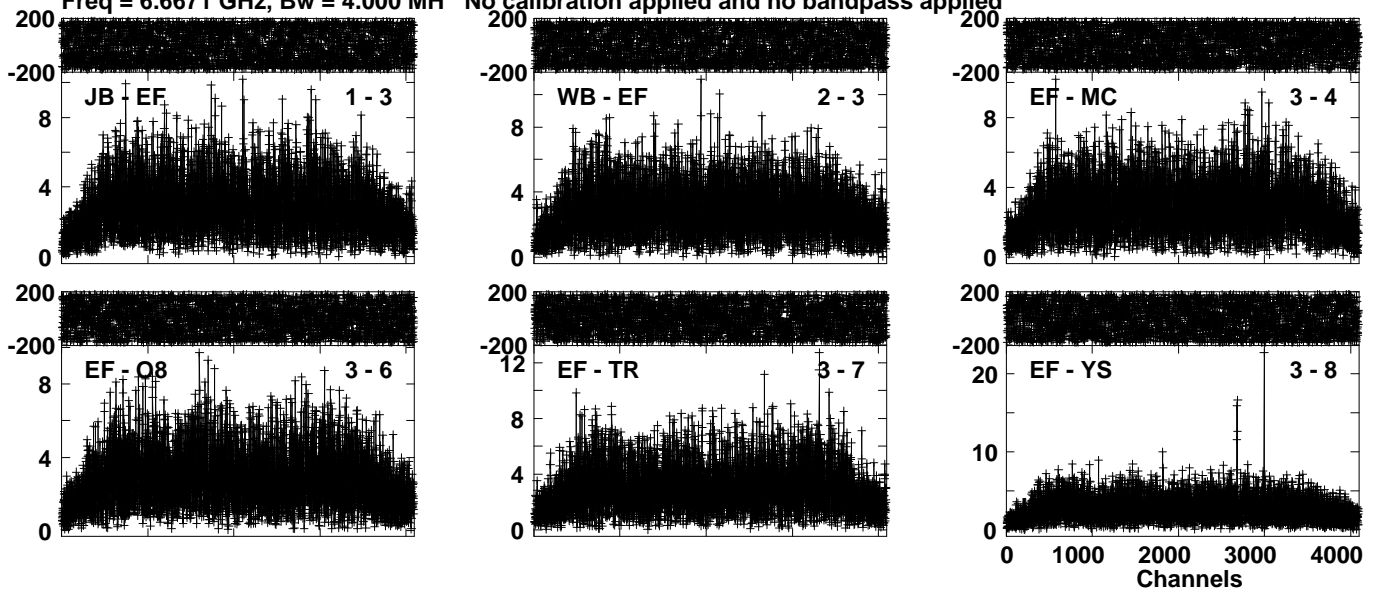 Freq = 6.6671 GHz, Bw = 4.000 MH No calibration applied and no bandpass applied
200 200 200
-200 -200 -200
JB - EF 1 - 3 WB - EF 2 - 3 EF - MC 3 - 4
8 8 8
4 4 4
0 0 0
200 200 200
-200 -200 -200
EF - O8 3 - 6 EF - TR 3 - 7 EF - YS 3 - 8
12
20
8 8
10
4 4
0 0 0
0 1000 2000 3000 4000
Channels